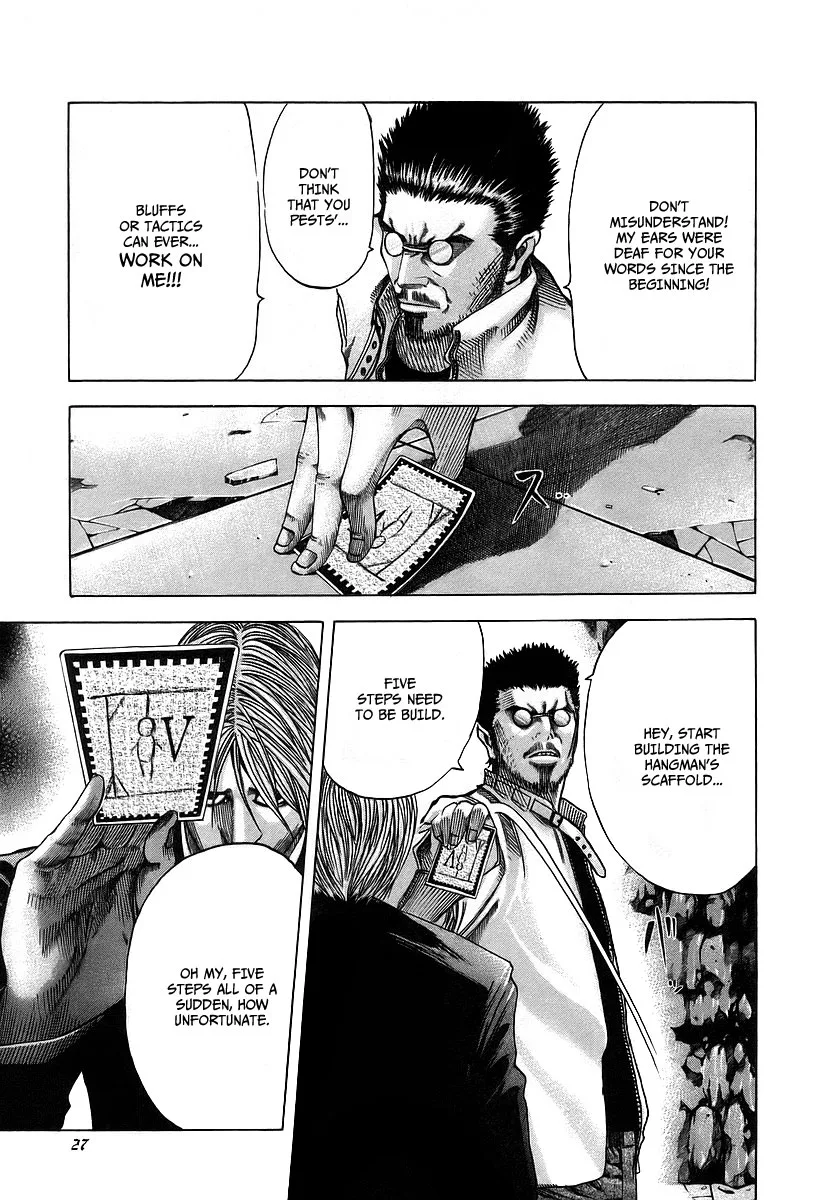 DON'T
MISUNDERSTAND!
MY EARS WERE
DEAF FOR YOUR
WORDS SINCE THE
BEGINNING!
DON'T
THINK
THAT YOU
PESTS'...
BLUFFS
OR TACTICS
CAN EVER...
WORK ON
ME!!!
ス
HEY, START
BUILDING THE
HANGMAN'S
SCAFFOLD...
FIVE
STEPS NEED
TO BE BUILD.
V
V
OH MY, FIVE
STEPS ALL OF A
SUDDEN, HOW
UNFORTUNATE.
27